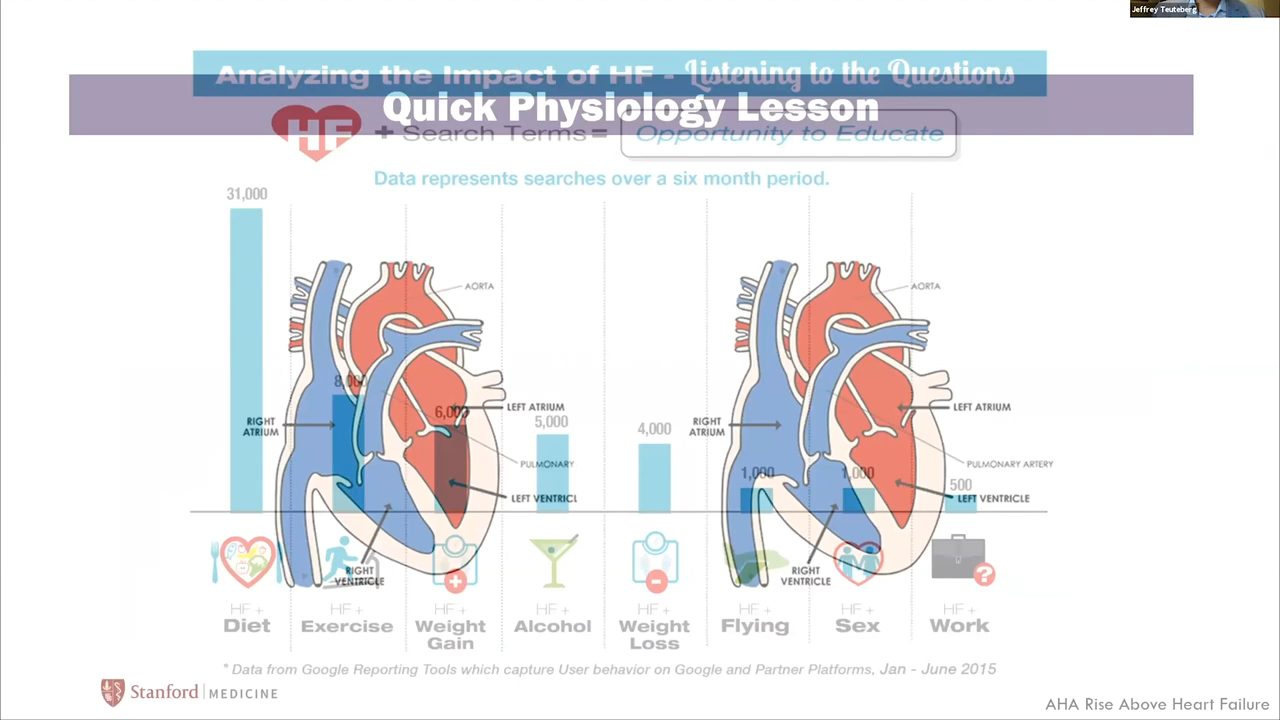 Jeffrey Teuteberg
Analyzing the Impact of HF - Listening to the Questions
Quick Physiology Lesson
HF + Search Terms = Opportunity to Educate
Data represents searches over a six month period.
31,000
AORTA
AORTA
8,000
6,000
LEFT ATRIUM
LEFT ATRIUM
RIGHT
ATRIUM
5,000
4,000
RIGHT
ATRIUM
PULMONARY
PULMONARY ARTERY
1,000
1,000
500
LEFT VENTRICL
LEFT VENTRICLE
RIGHT
VENTRICLE
RIGHT
VENTRICLE
?
HF +
Diet
HF +
Exercise
HF +
Weight
Gain
HF +
Alcohol
HF +
Weight
Loss
HF +
Flying
HF +
Sex
HF +
Work
* Data from Google Reporting Tools which capture User behavior on Google and Partner Platforms, Jan - June 2015
Stanford MEDICINE
AHA Rise Above Heart Failure